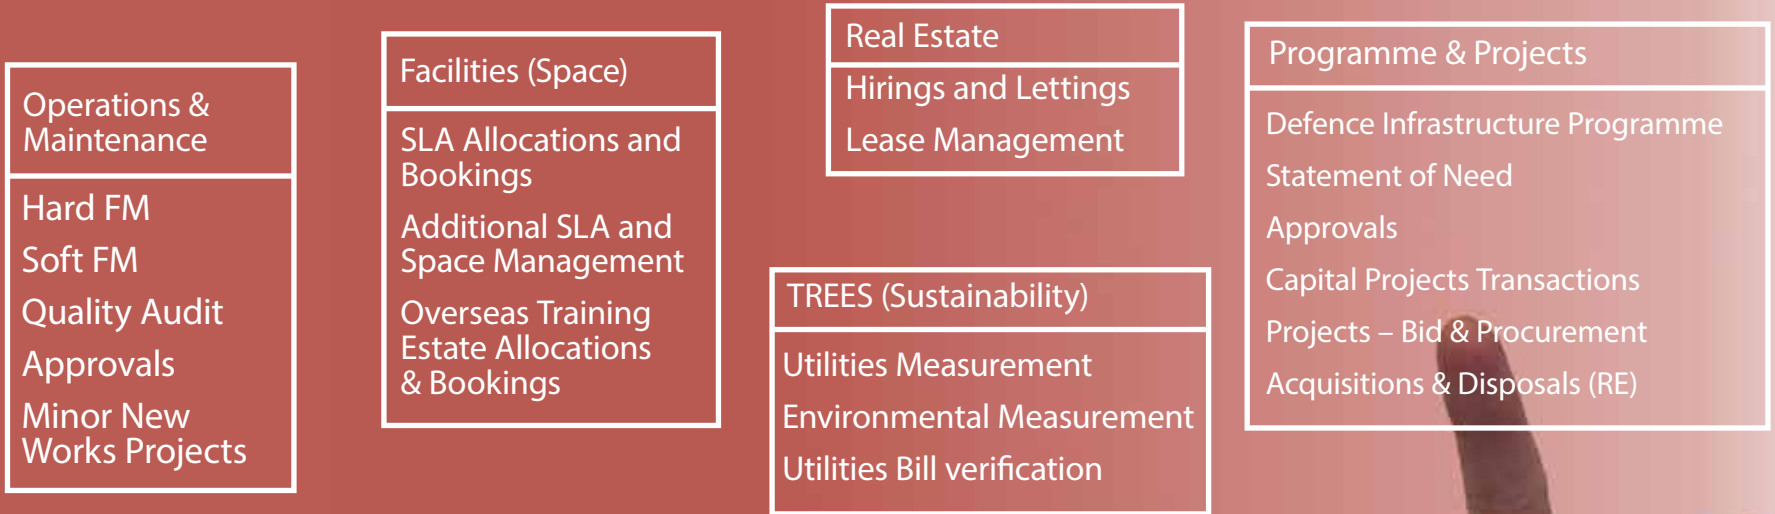 Operations &
Maintenance
Hard FM
Soft FM
Quality Audit
Approvals
Minor New
Works Projects
Facilities (Space)
SLA Allocations and
Bookings
Additional SLA and
Space Management
Overseas Training
Estate Allocations
& Bookings
Real Estate
Hirings and Lettings
Lease Management
TREES (Sustainability)
Utilities Measurement
Environmental Measurement
Utilities Bill verification
Programme & Projects
Defence Infrastructure Programme
Statement of Need
Approvals
Capital Projects Transactions
Projects – Bid & Procurement
Acquisitions & Disposals (RE)